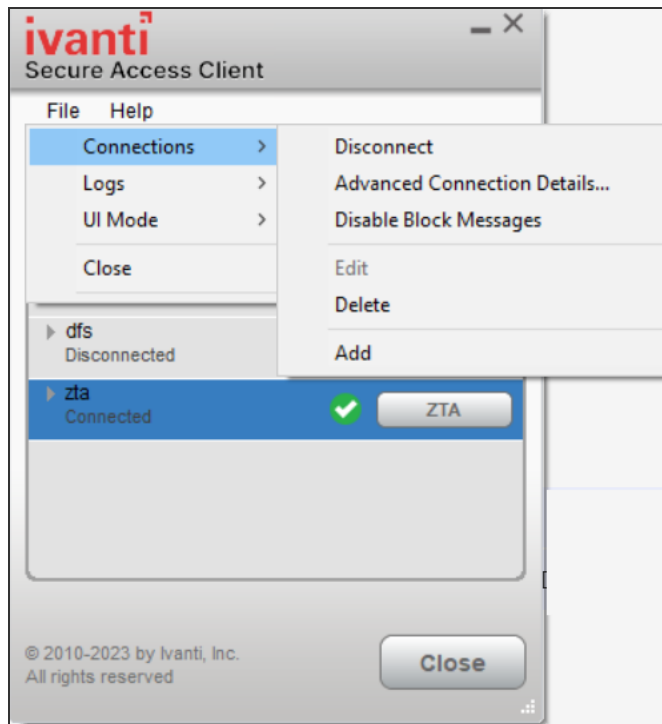 ivanti
Secure Access Client
File Help
Connections
Logs
UI Mode
Close
Disconnect
Advanced Connection Details...
Disable Block Messages
Edit
Delete
Add
dfs
Disconnected
zta
Connected
ZTA
© 2010-2023 by Ivanti, Inc.
All rights reserved
Close